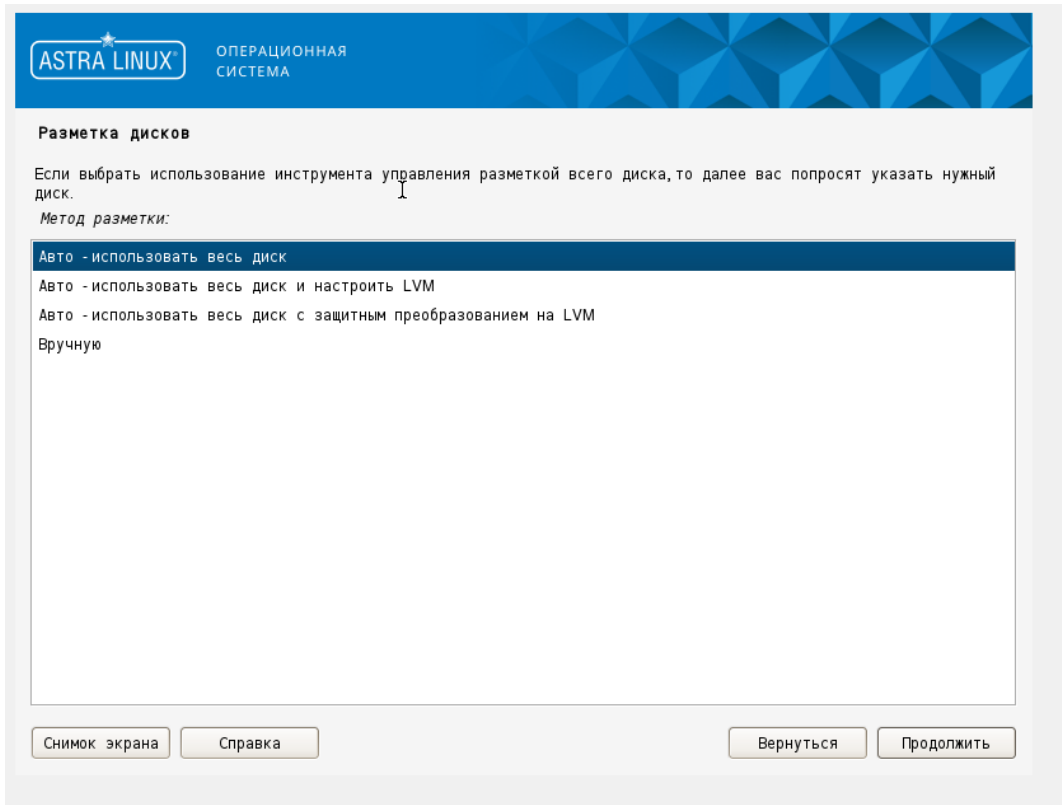 ASTRA LINUX®
ОПЕРАЦИОННАЯ
СИСТЕМА
Разметка дисков
Если выбрать использование инструмента управления разметкой всего диска, то далее вас попросят указать нужный
диск.
Метод разметки:
Авто - использовать весь диск
Авто - использовать весь диск и настроить LVM
Авто - использовать весь диск с защитным преобразованием на LVM
Вручную
Снимок экрана
Справка
Вернуться
Продолжить